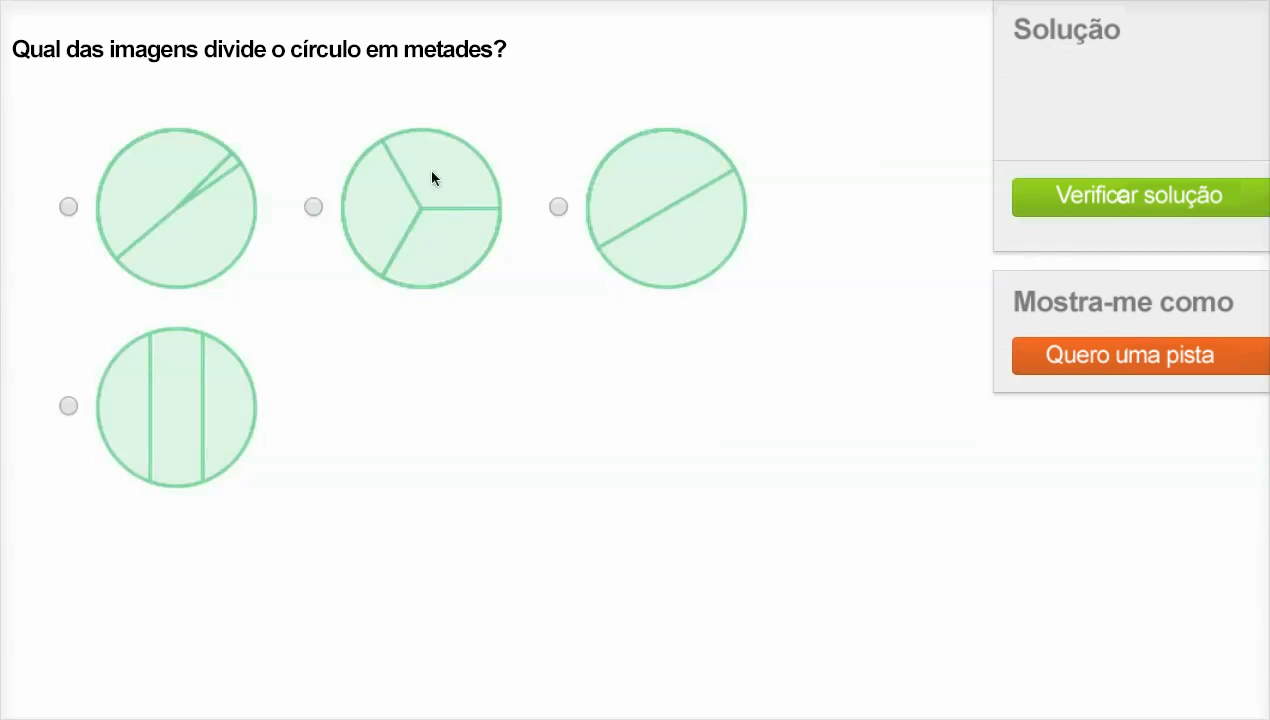 Qual das imagens divide o círculo em metades?
Solução
Verificar solução
Mostra-me como
Quero uma pista